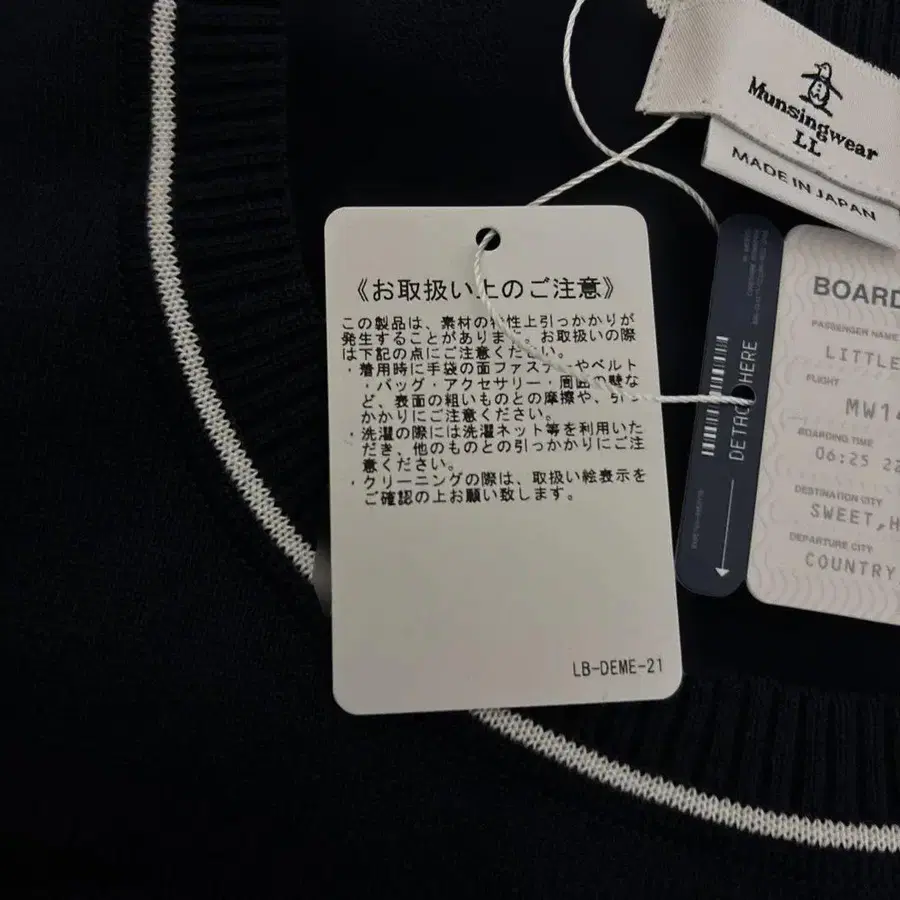 Munsingwear
LL
MADE IN JAPAN
《お取扱い上のご注意》
この製品は、素材の特性上引っかかりが
発生することがあります。お取扱いの際
は下記の点にご注意ください。
・着用時に手袋の面ファスナーやベルト
・バッグ・アクセサリー・周囲の壁な
ど、表面の粗いものとの摩擦や、引っ
かかりにご注意ください。
・洗濯の際には洗濯ネット等を利用いた
だき、他のものとの引っかかりにご注
意ください。
・クリーニングの際は、取扱い絵表示を
ご確認の上お願い致します。
LB-DEME-21
DETACH HERE
BOARD
PASSENGER NAME
LITTLE
FLIGHT
MW14
BOARDING TIME
06:25 22
DESTINATION CITY
SWEET,H
DEPARTURE CITY
COUNTRY